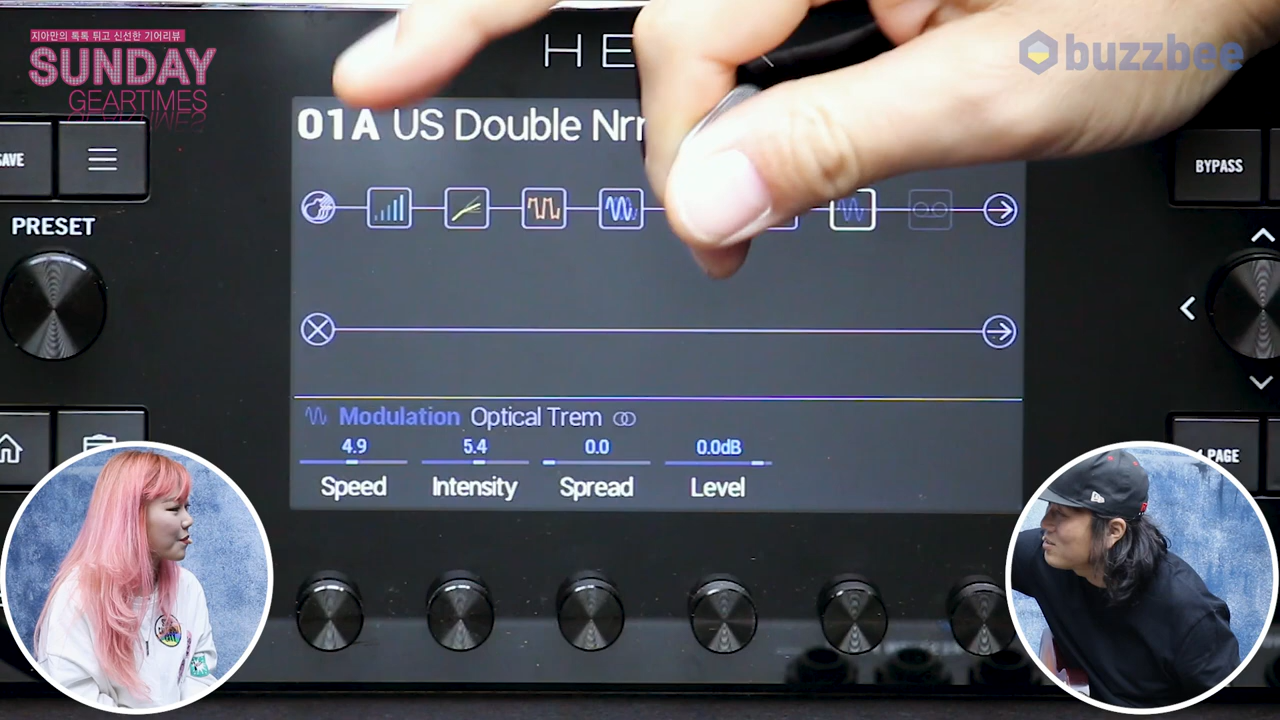 지아만의 톡톡 튀고 신선한 기어리뷰
SUNDAY
GEARTIMES
buzzbee
HE
01A US Double Nrr
BYPASS
PRESET
Modulation Optical Trem
4.9 5.4 0.0 0.0dB
Speed Intensity Spread Level
PAGE